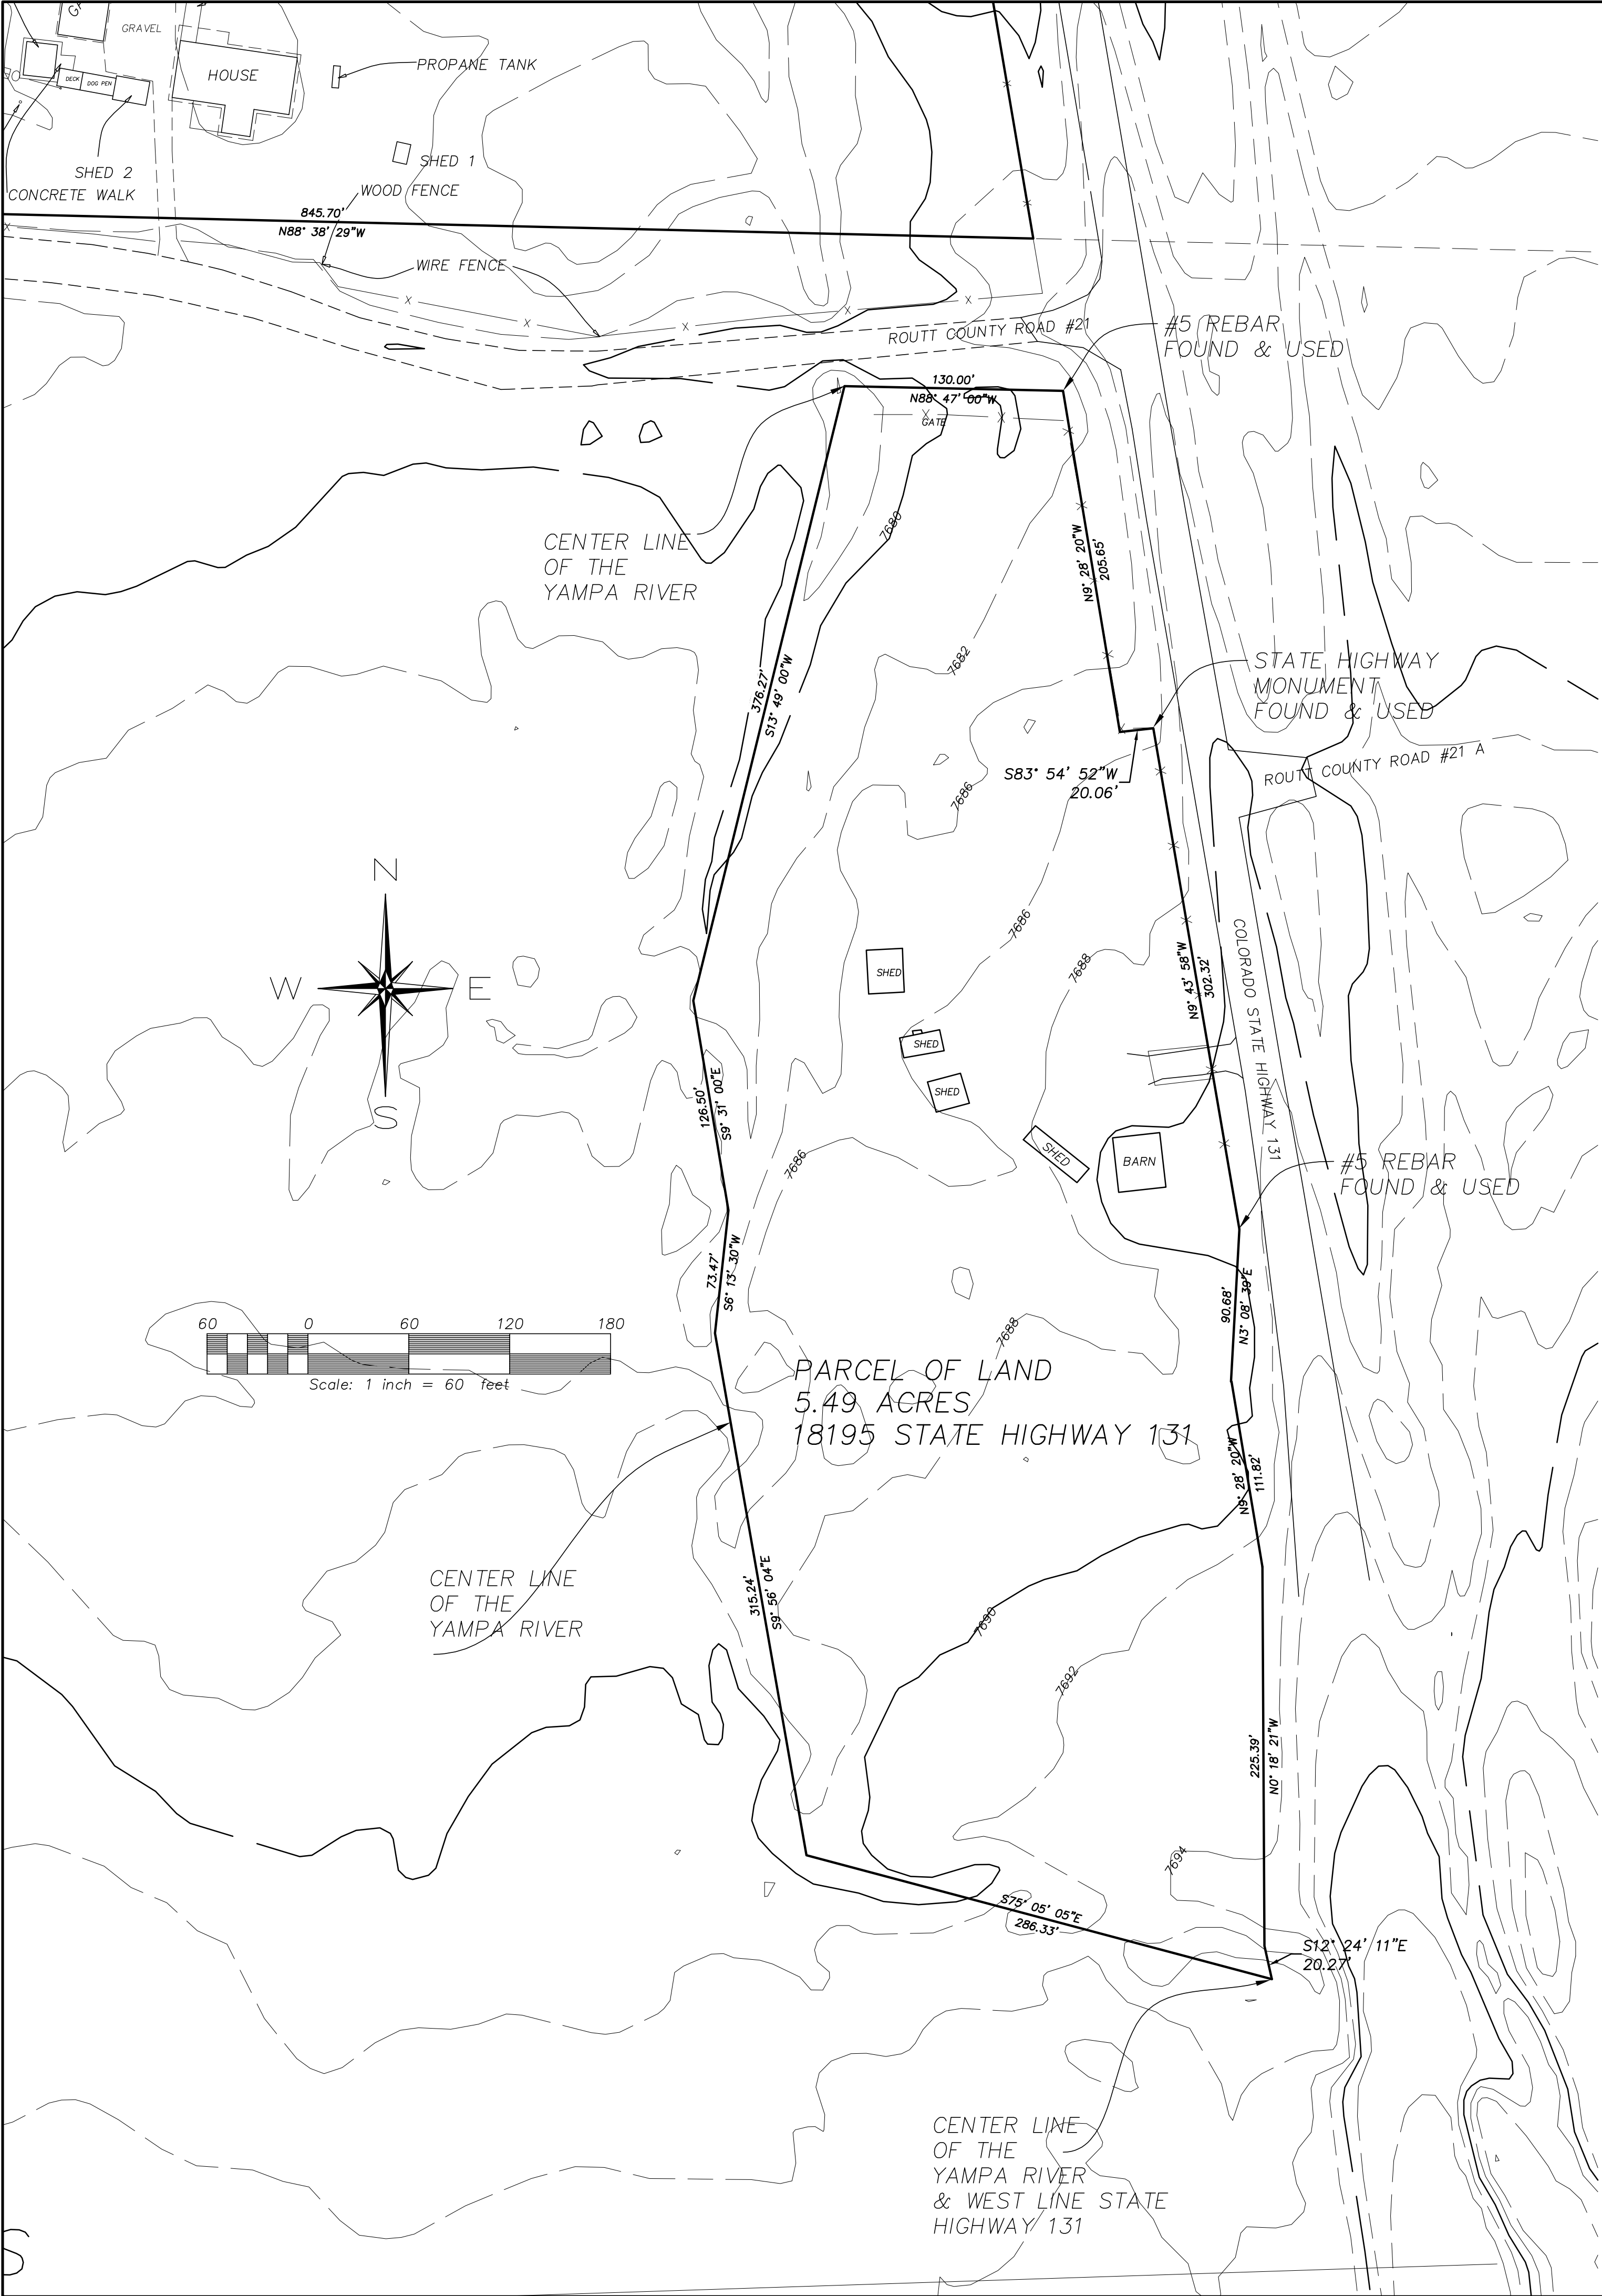 GRAVEL
HOUSE
PROPANE TANK
DECK
DOG PEN
SHED 1
SHED 2
CONCRETE WALK
WOOD FENCE
845.70'
N88° 38' 29"W
WIRE FENCE
ROUTT COUNTY ROAD #21
#5 REBAR
FOUND & USED
130.00'
N88° 47' 00"W
GATE
CENTER LINE
OF THE
YAMPA RIVER
7680
N9° 28' 20"W
205.65'
7682
376.27'
S13° 49' 00"W
STATE HIGHWAY
MONUMENT
FOUND & USED
S83° 54' 52"W
20.06'
ROUTT COUNTY ROAD #21 A
7686
N
W
E
S
7686
7688
SHED
N9° 43' 58"W
302.32'
COLORADO STATE HIGHWAY 131
SHED
SHED
126.50'
S9° 31' 00"E
SHED
BARN
7686
#5 REBAR
FOUND & USED
73.47'
S6° 13' 30"W
90.68'
N3° 08' 39"E
60 0 60 120 180
Scale: 1 inch = 60 feet
7688
PARCEL OF LAND
5.49 ACRES
18195 STATE HIGHWAY 131
N9° 28' 20"W
111.82'
CENTER LINE
OF THE
YAMPA RIVER
315.24'
S9° 56' 04"E
7690
7692
225.39'
N0° 18' 21"W
7694
S75° 05' 05"E
286.33'
S12° 24' 11"E
20.27'
CENTER LINE
OF THE
YAMPA RIVER
& WEST LINE STATE
HIGHWAY 131